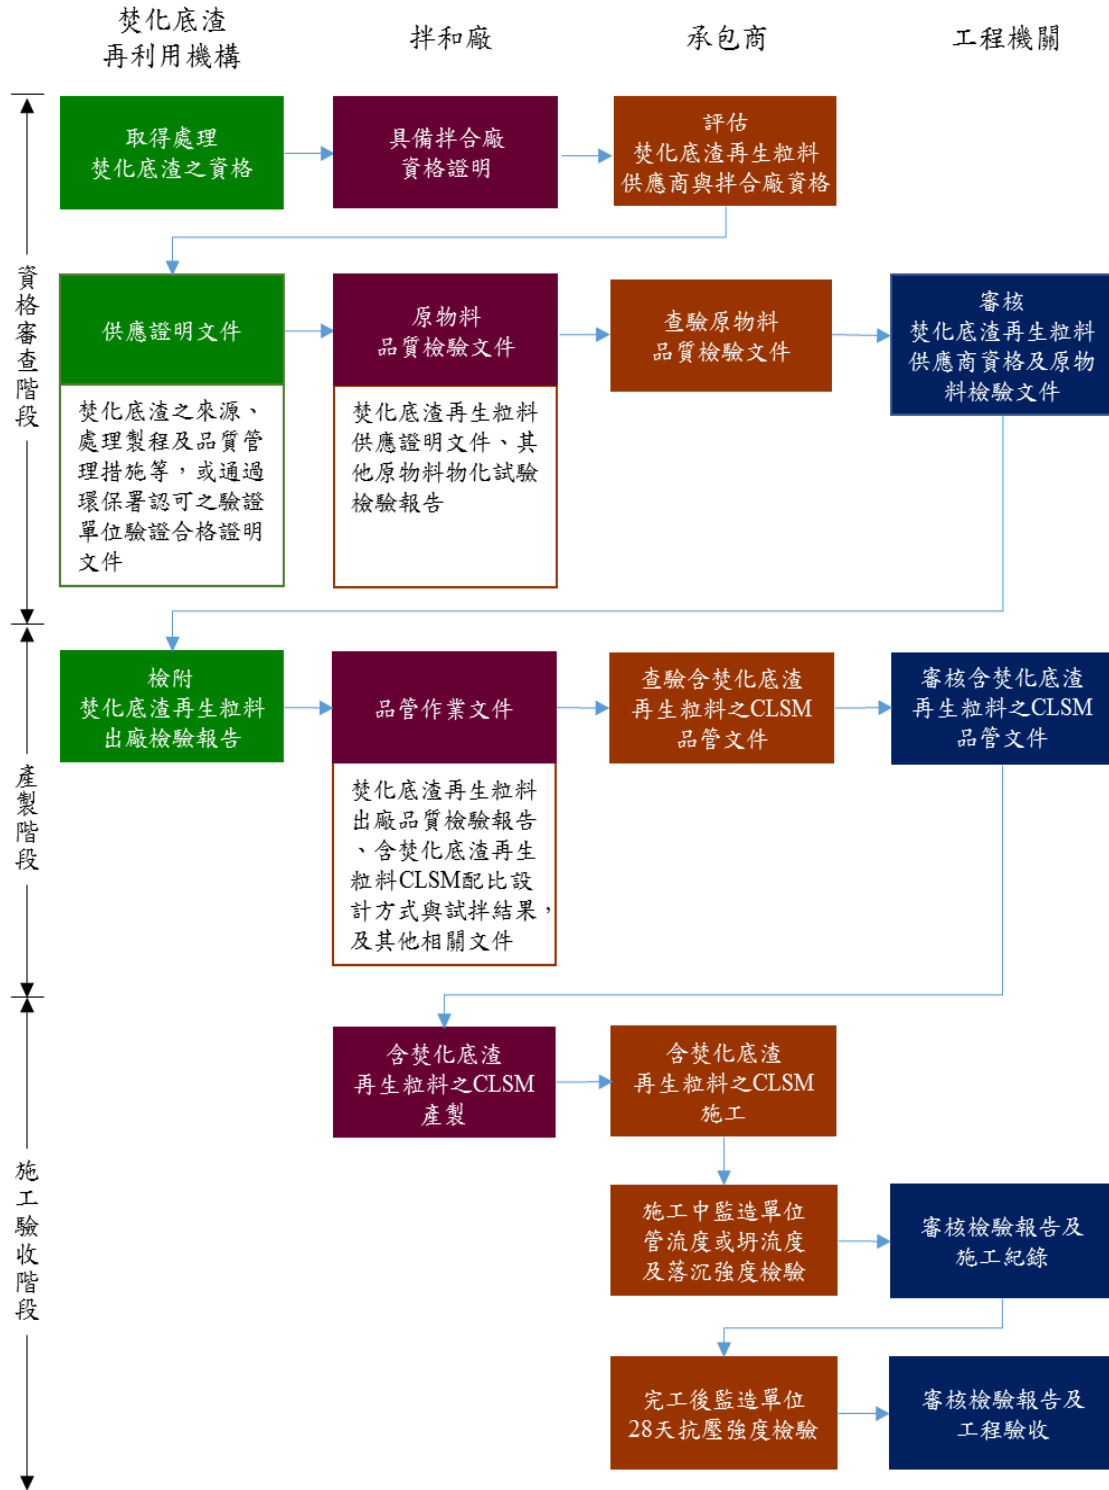 焚化底渣
再利用機構
拌和廠
承包商
工程機關
資格審查階段
取得處理
焚化底渣之資格
具備拌合廠
資格證明
評估
焚化底渣再生粒料
供應商與拌合廠資格
供應證明文件
焚化底渣之來源、
處理製程及品質管
理措施等，或通過
環保署認可之驗證
單位驗證合格證明
文件
原物料
品質檢驗文件
焚化底渣再生粒料
供應證明文件、其
他原物料物化試驗
檢驗報告
查驗原物料
品質檢驗文件
審核
焚化底渣再生粒料
供應商資格及原物
料檢驗文件
產製階段
檢附
焚化底渣再生粒料
出廠檢驗報告
品管作業文件
焚化底渣再生粒料
出廠品質檢驗報告
、含焚化底渣再生
粒料CLSM配比設
計方式與試拌結果，
及其他相關文件
查驗含焚化底渣
再生粒料之CLSM
品管文件
審核含焚化底渣
再生粒料之CLSM
品管文件
施工驗收階段
含焚化底渣
再生粒料之CLSM
產製
含焚化底渣
再生粒料之CLSM
施工
施工中監造單位
管流度或坍流度
及落沉強度檢驗
審核檢驗報告及
施工紀錄
完工後監造單位
28天抗壓強度檢驗
審核檢驗報告及
工程驗收